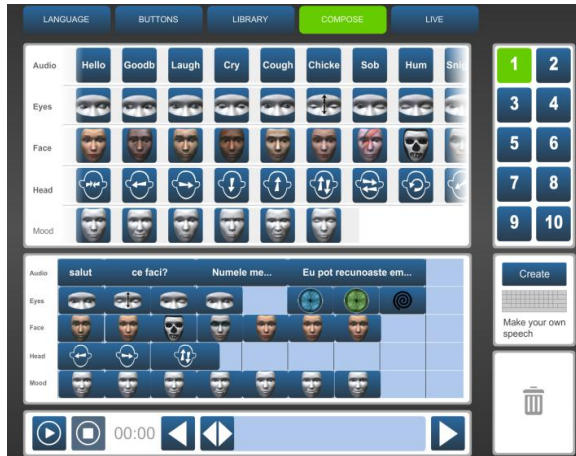 LANGUAGE BUTTONS LIBRARY COMPOSE LIVE
Audio Hello Goodb Laugh Cry Cough Chicke Sob Hum Sni
Eyes
Face
Head
Mood
1 2
3 4
5 6
7 8
9 10
Audio salut ce faci? Numele me... Eu pot recunoaste em...
Eyes
Face
Head
Mood
Create
Make your own
speech
00:00